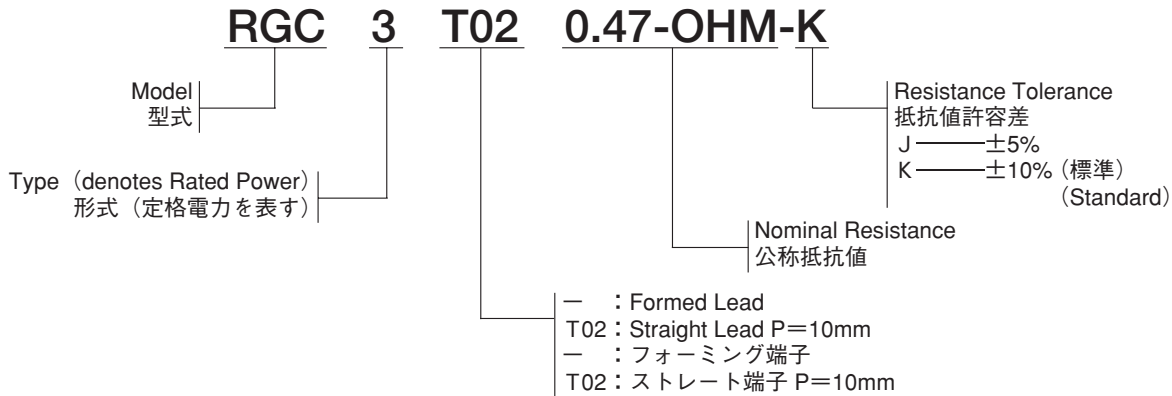 RGC 3 T02 0.47-OHM-K
Model
型式
Type (denotes Rated Power)
形式（定格電力を表す）
Resistance Tolerance
抵抗値許容差
J ±5%
K ±10%（標準）
（Standard）
Nominal Resistance
公称抵抗値
－ ：Formed Lead
T02：Straight Lead P＝10mm
－ ：フォーミング端子
T02：ストレート端子 P＝10mm